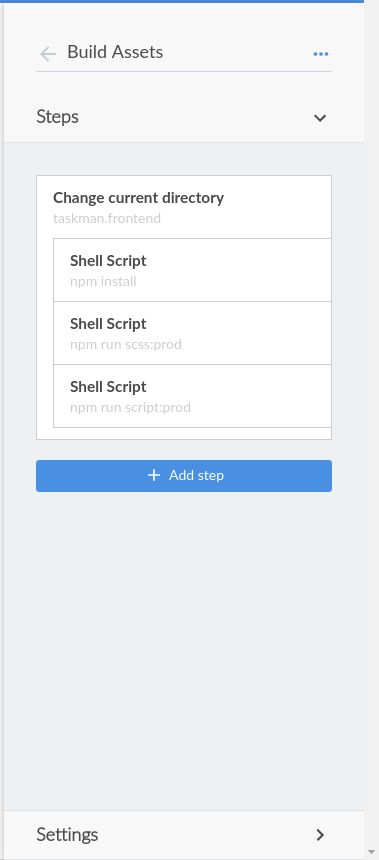 Build Assets
Steps
Change current directory
taskman.frontend
Shell Script
npm install
Shell Script
npm run scss:prod
Shell Script
npm run script:prod
Add step
Settings